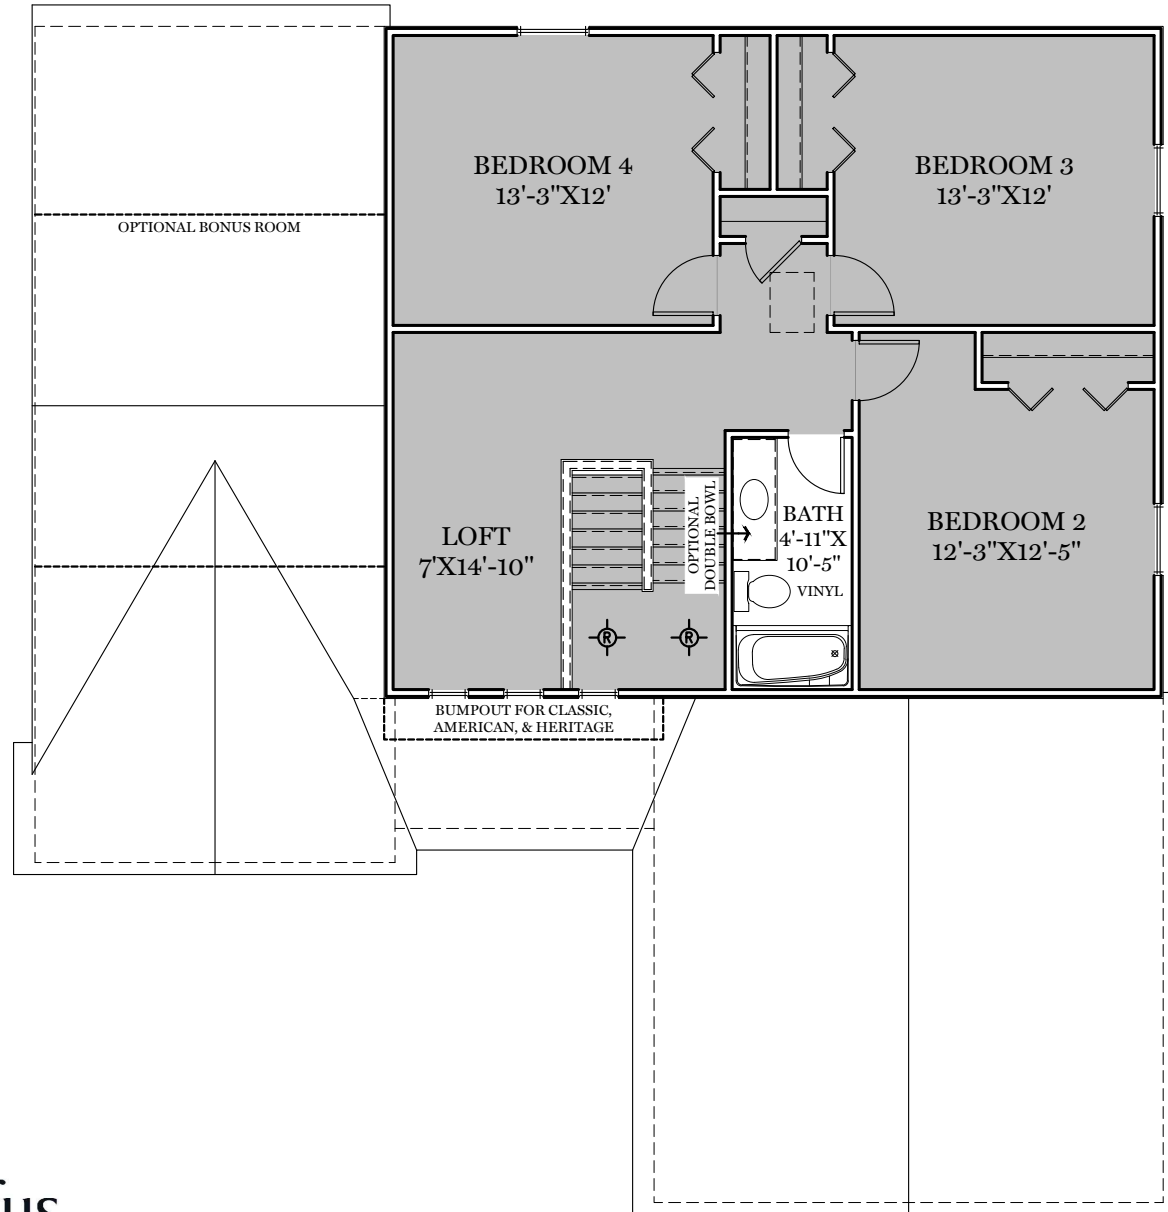 BEDROOM 4
13'-3"X12'
BEDROOM 3
13'-3"X12'
OPTIONAL BONUS ROOM
LOFT
7'X14'-10"
OPTIONAL
DOUBLE BOWL
BATH
4'-11"X
10'-5"
VINYL
BEDROOM 2
12'-3"X12'-5"
R
R
BUMPOUT FOR CLASSIC,
AMERICAN, & HERITAGE